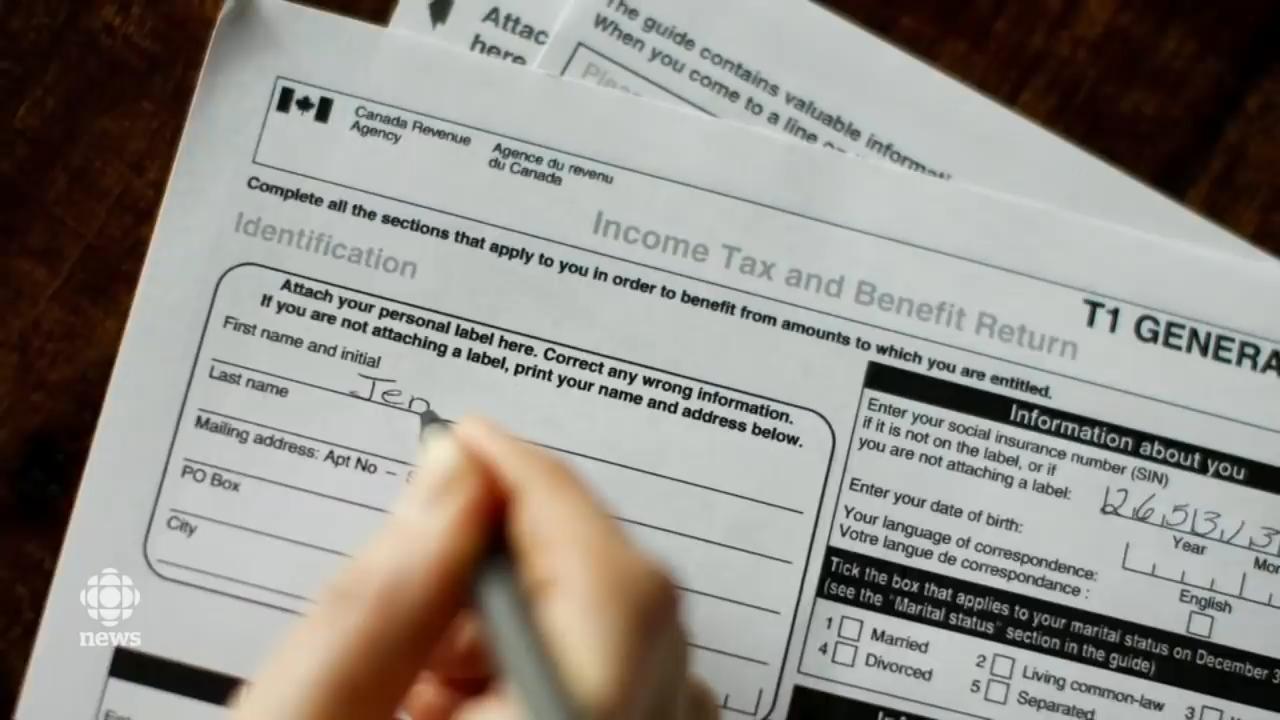 Attac
here
The guide contains valuable informati
When you come to a line
Canada Revenue
Agency
Agence du revenu
du Canada
Income Tax and Benefit Return
T1 GENERA
Complete all the sections that apply to you in order to benefit from amounts to which you are entitled.
Identification
Attach your personal label here. Correct any wrong information.
If you are not attaching a label, print your name and address below.
First name and initial
Jen
Last name
Mailing address: Apt No –
PO Box
City
Information about you
Enter your social insurance number (SIN)
if it is not on the label, or if
you are not attaching a label:
126513,13
Year
Mon
Enter your date of birth:
Your language of correspondence:
Votre langue de correspondance :
English
Tick the box that applies to your marital status on December 3
(see the "Marital status" section in the guide)
1 Married
2 Living common-law
3
4 Divorced
5 Separated
news